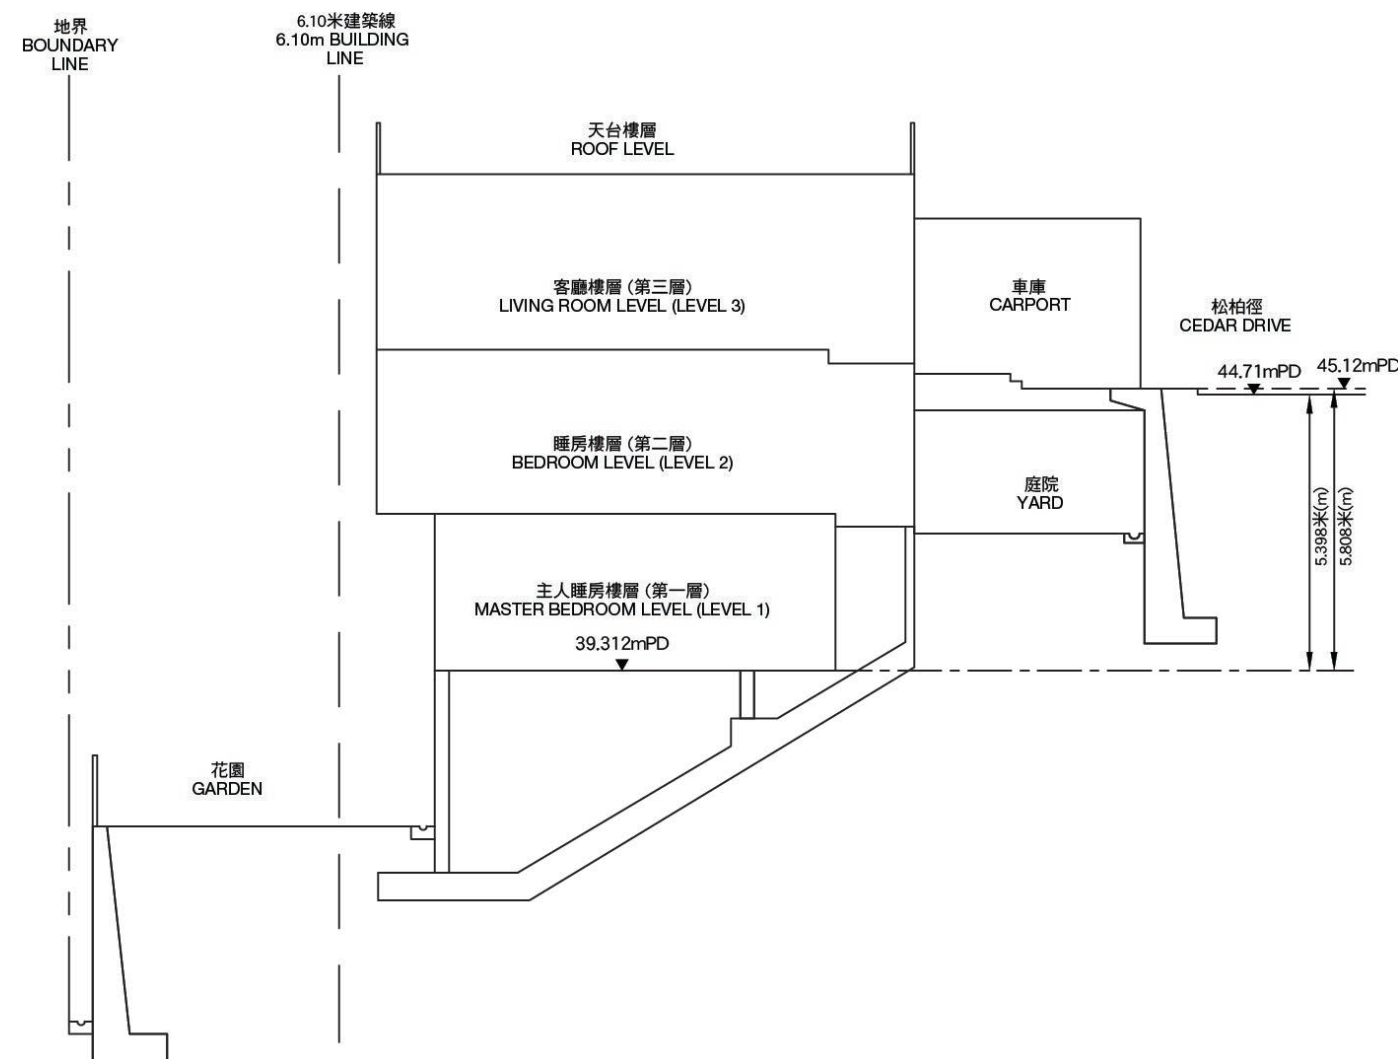 地界
BOUNDARY
LINE
6.10米建築線
6.10m BUILDING
LINE
天台樓層
ROOF LEVEL
客廳樓層 (第三層)
LIVING ROOM LEVEL (LEVEL 3)
車庫
CARPORT
松柏徑
CEDAR DRIVE
44.71mPD
45.12mPD
睡房樓層 (第二層)
BEDROOM LEVEL (LEVEL 2)
庭院
YARD
5.398米(m)
5.808米(m)
主人睡房樓層 (第一層)
MASTER BEDROOM LEVEL (LEVEL 1)
39.312mPD
花園
GARDEN